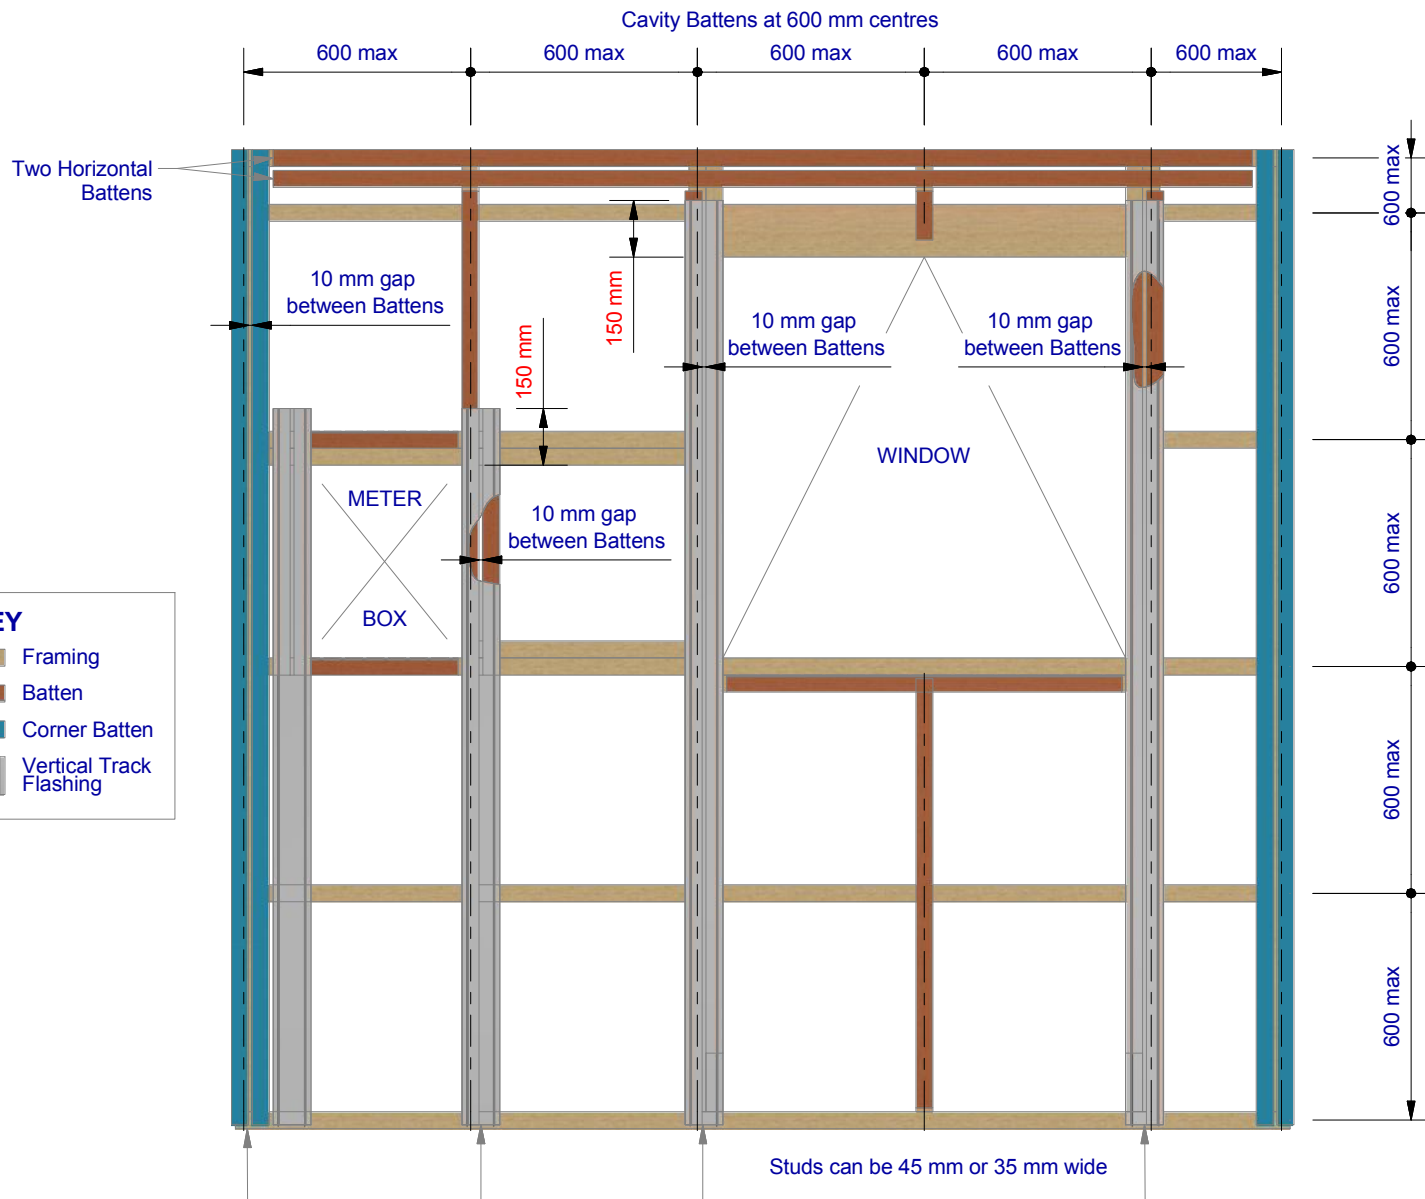 Cavity Battens at 600 mm centres
600 max
600 max
600 max
600 max
600 max
Two Horizontal
Battens
600 max
10 mm gap
between Battens
150 mm
150 mm
10 mm gap
between Battens
10 mm gap
between Battens
600 max
WINDOW
METER
BOX
10 mm gap
between Battens
600 max
EY
Framing
Batten
Corner Batten
Vertical Track
Flashing
600 max
600 max
Studs can be 45 mm or 35 mm wide